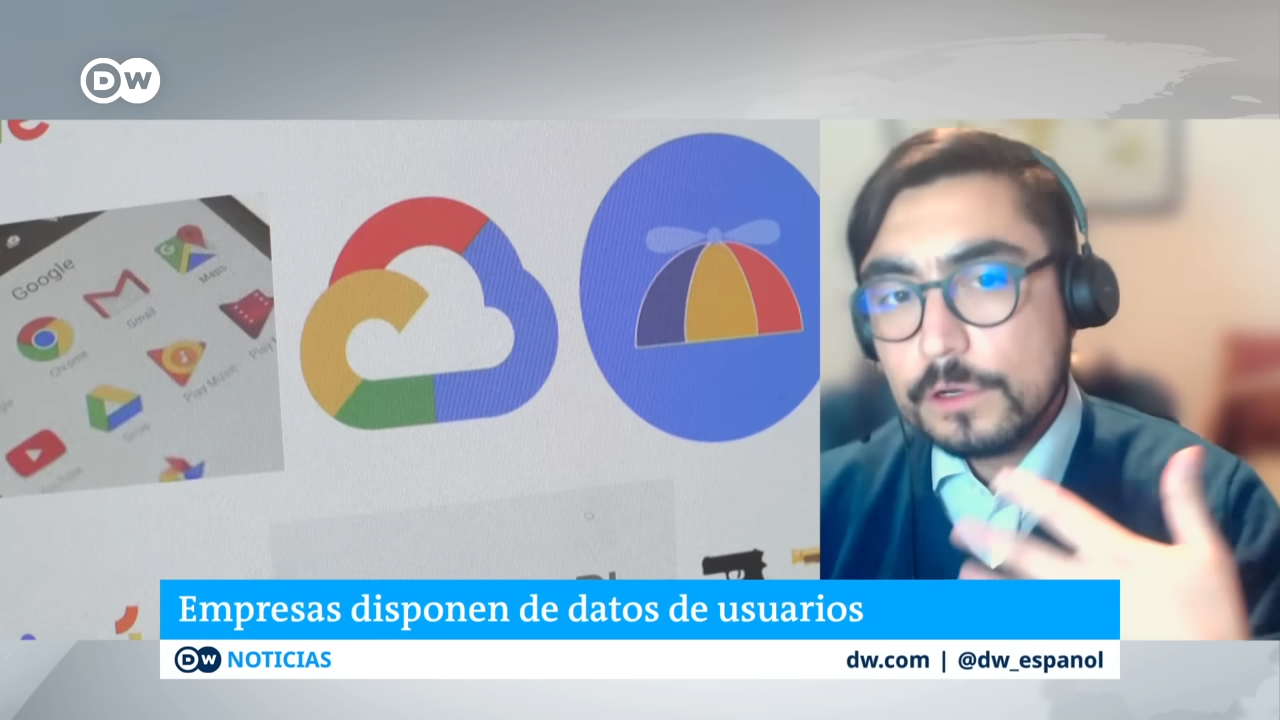 DW
Google
Maps
Gmail
Chrome
Play Music
Drive
Empresas disponen de datos de usuarios
DW NOTICIAS
dw.com | @dw_espanol